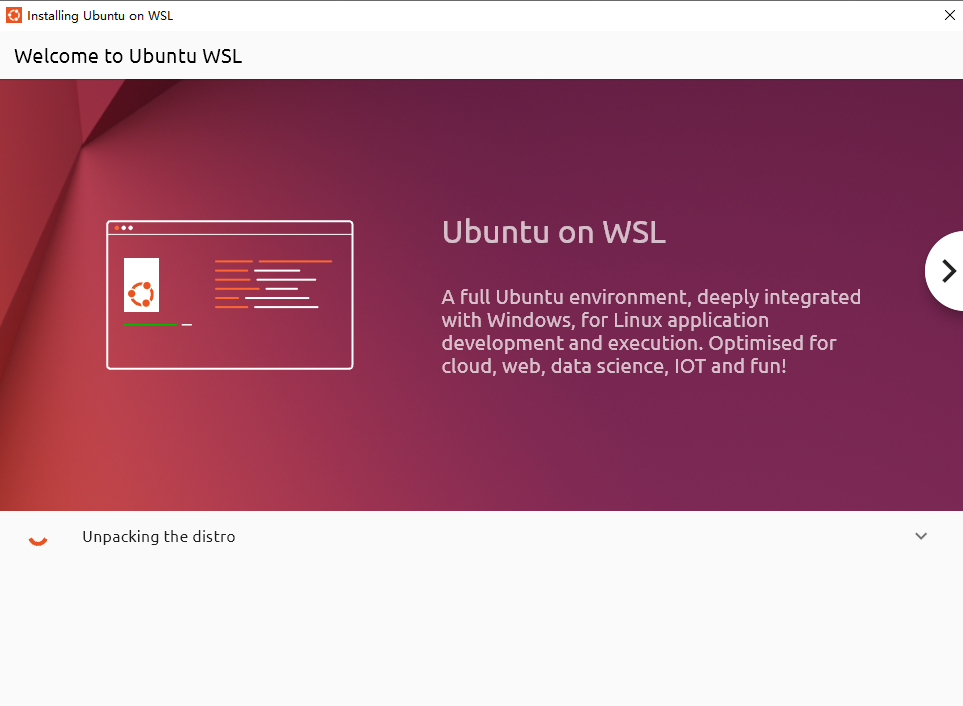 Installing Ubuntu on WSL
Welcome to Ubuntu WSL
Ubuntu on WSL
A full Ubuntu environment, deeply integrated
with Windows, for Linux application
development and execution. Optimised for
cloud, web, data science, IOT and fun!
Unpacking the distro